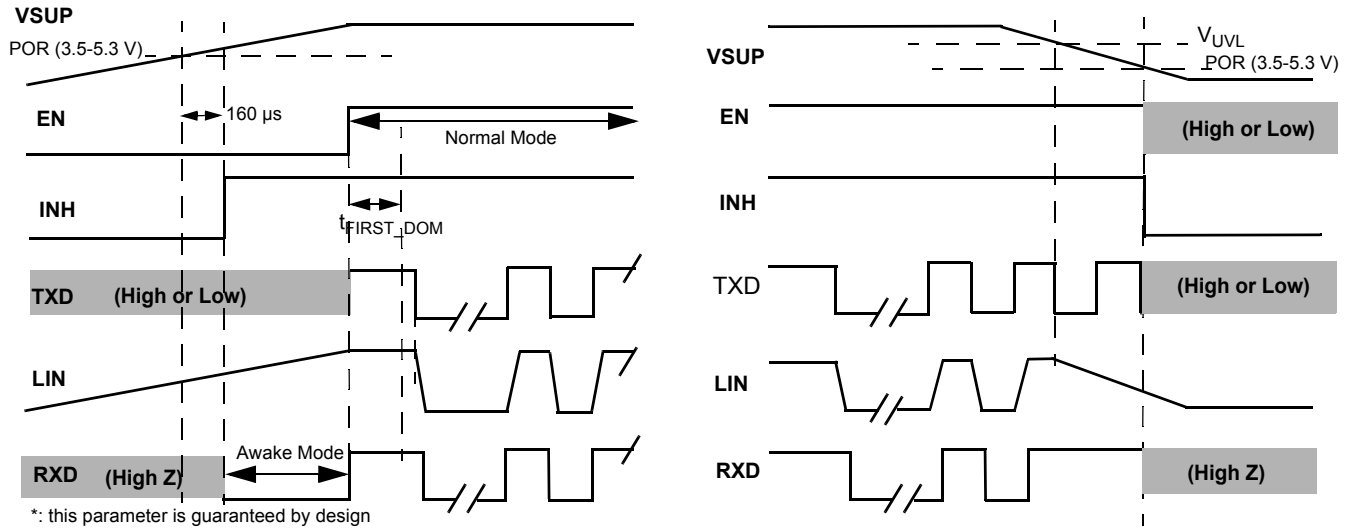 VSUP
POR (3.5-5.3 V)
160 µs
EN
Normal Mode
INH
tFIRST_DOM
TXD (High or Low)
LIN
Awake Mode
RXD (High Z)
*: this parameter is guaranteed by design
VUVL
VSUP
POR (3.5-5.3 V)
EN
(High or Low)
INH
TXD
(High or Low)
LIN
RXD
(High Z)